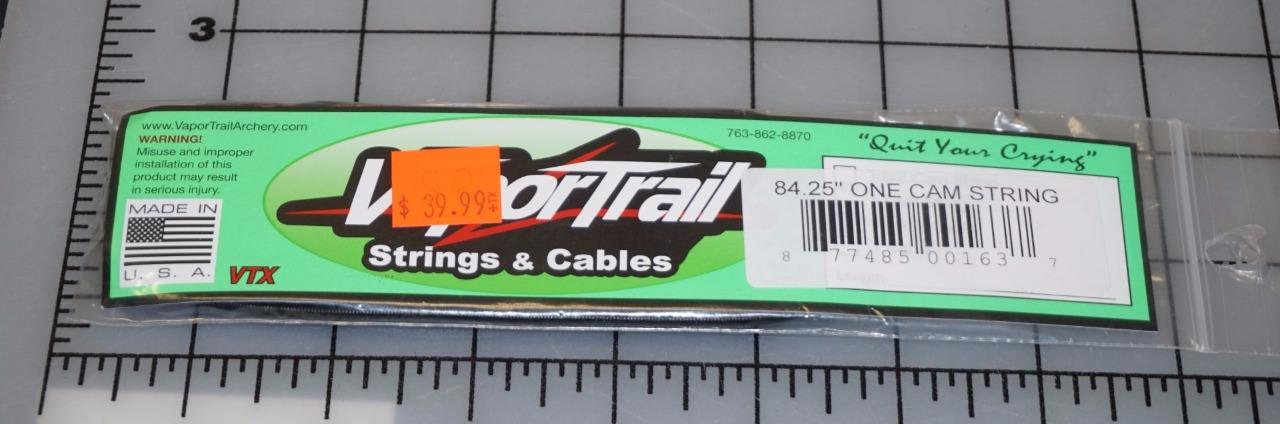 3
www.VaporTrailArchery.com
WARNING!
Misuse and improper
installation of this
product may result
in serious injury.
MADE IN
U. S. A.
VTX
VaporTrail
Strings & Cables
$ 39.99
763-862-8870
"Quit Your Crying"
84.25" ONE CAM STRING
8 77485 00163 7
Length